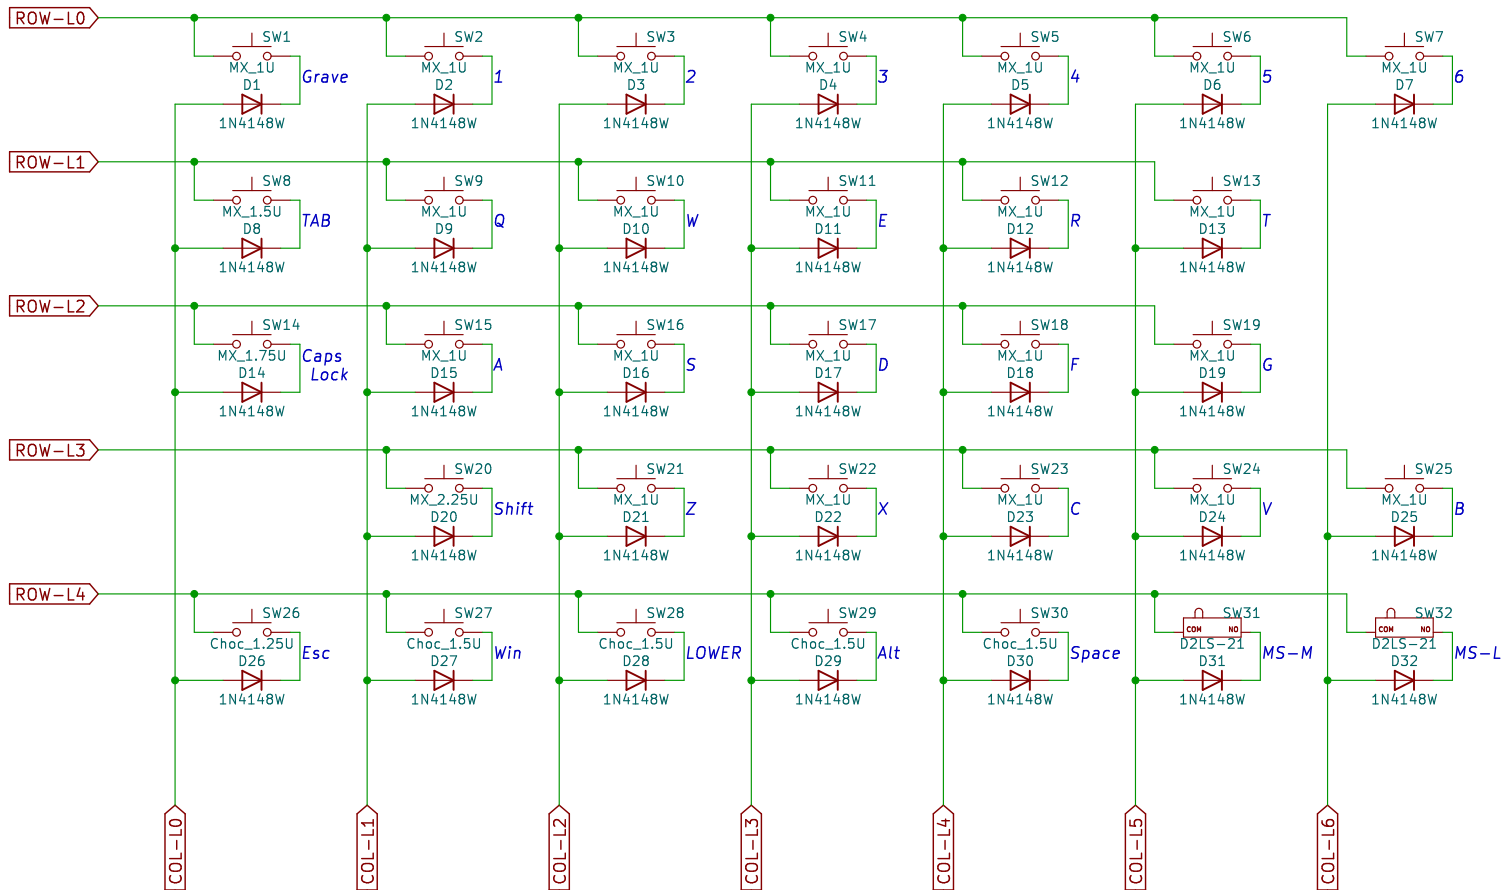 ROW-L0
SW1 SW2 SW3 SW4 SW5 SW6 SW7
MX_1U MX_1U MX_1U MX_1U MX_1U MX_1U MX_1U
Grave 1 2 3 4 5 6
D1 D2 D3 D4 D5 D6 D7
1N4148W 1N4148W 1N4148W 1N4148W 1N4148W 1N4148W 1N4148W
ROW-L1
SW8 SW9 SW10 SW11 SW12 SW13
MX_1.5U MX_1U MX_1U MX_1U MX_1U MX_1U
TAB Q W E R T
D8 D9 D10 D11 D12 D13
1N4148W 1N4148W 1N4148W 1N4148W 1N4148W 1N4148W
ROW-L2
SW14 SW15 SW16 SW17 SW18 SW19
MX_1.75U MX_1U MX_1U MX_1U MX_1U MX_1U
Caps
Lock A S D F G
D14 D15 D16 D17 D18 D19
1N4148W 1N4148W 1N4148W 1N4148W 1N4148W 1N4148W
ROW-L3
SW20 SW21 SW22 SW23 SW24 SW25
MX_2.25U MX_1U MX_1U MX_1U MX_1U MX_1U
Shift Z X C V B
D20 D21 D22 D23 D24 D25
1N4148W 1N4148W 1N4148W 1N4148W 1N4148W 1N4148W
ROW-L4
SW26 SW27 SW28 SW29 SW30 SW31 SW32
COM NO COM NO
Choc_1.25U Choc_1.5U Choc_1.5U Choc_1.5U Choc_1.5U D2LS-21 D2LS-21
Esc Win LOWER Alt Space MS-M MS-L
D26 D27 D28 D29 D30 D31 D32
1N4148W 1N4148W 1N4148W 1N4148W 1N4148W 1N4148W 1N4148W
COL-L0 COL-L1 COL-L2 COL-L3 COL-L4 COL-L5 COL-L6